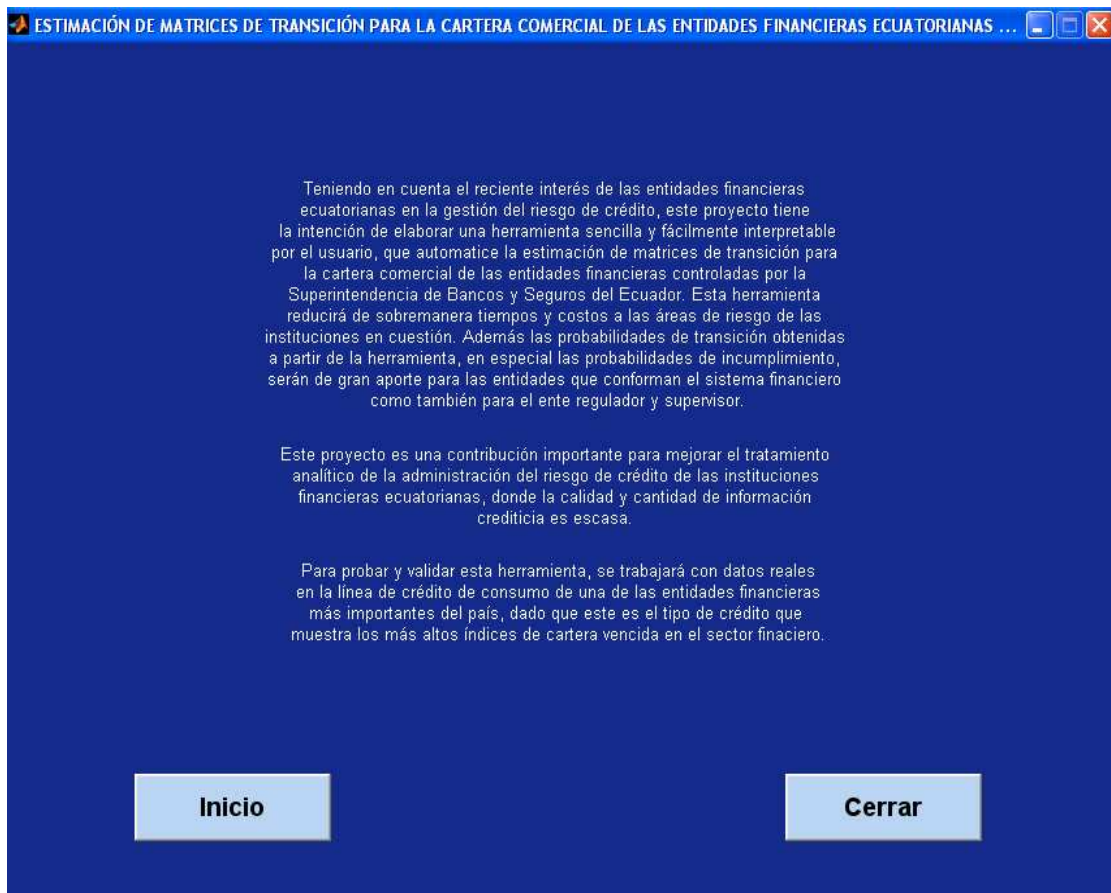 ESTIMACIÓN DE MATRICES DE TRANSICIÓN PARA LA CARTERA COMERCIAL DE LAS ENTIDADES FINANCIERAS ECUATORIANAS ...
Teniendo en cuenta el reciente interés de las entidades financieras
ecuatorianas en la gestión del riesgo de crédito, este proyecto tiene
la intención de elaborar una herramienta sencilla y fácilmente interpretable
por el usuario, que automatice la estimación de matrices de transición para
la cartera comercial de las entidades financieras controladas por la
Superintendencia de Bancos y Seguros del Ecuador. Esta herramienta
reducirá de sobremanera tiempos y costos a las áreas de riesgo de las
instituciones en cuestión. Además las probabilidades de transición obtenidas
a partir de la herramienta, en especial las probabilidades de incumplimiento,
serán de gran aporte para las entidades que conforman el sistema financiero
como también para el ente regulador y supervisor.
Este proyecto es una contribución importante para mejorar el tratamiento
analítico de la administración del riesgo de crédito de las instituciones
financieras ecuatorianas, donde la calidad y cantidad de información
crediticia es escasa.
Para probar y validar esta herramienta, se trabajará con datos reales
en la línea de crédito de consumo de una de las entidades financieras
más importantes del país, dado que este es el tipo de crédito que
muestra los más altos índices de cartera vencida en el sector finaciero.
Inicio
Cerrar